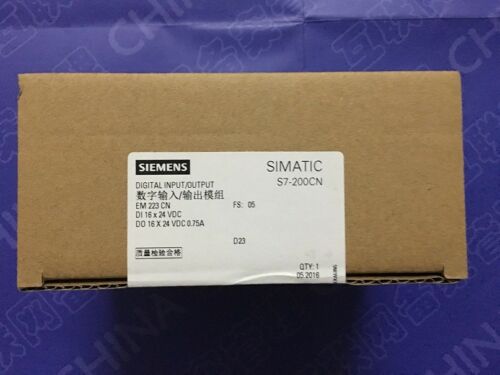 SIEMENS
SIMATIC
S7-200CN
DIGITAL INPUT/OUTPUT
数字输入/输出模组
EM 223 CN
FS: 05
DI 16 x 24 VDC
DO 16 X 24 VDC 0.75A
D23
质量检验合格
QTY: 1
05.2016
CHINA
CHINA